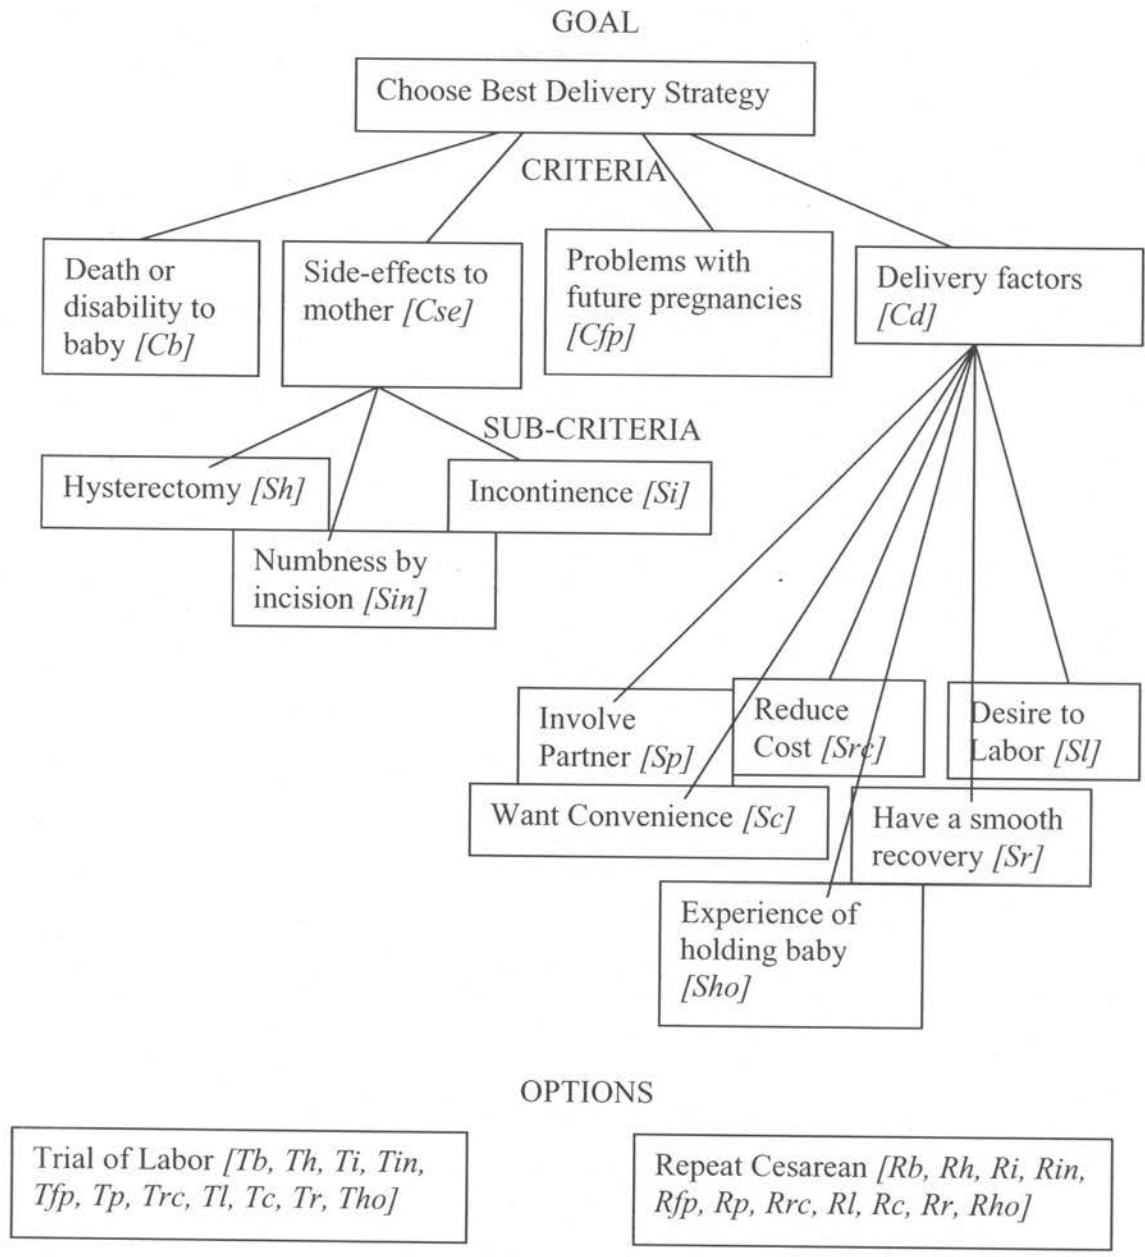 GOAL
Choose Best Delivery Strategy
CRITERIA
Death or
disability to
baby [Cb]
Side-effects to
mother [Cse]
Problems with
future pregnancies
[Cfp]
Delivery factors
[Cd]
SUB-CRITERIA
Hysterectomy [Sh]
Incontinence [Si]
Numbness by
incision [Sin]
Involve
Partner [Sp]
Reduce
Cost [Src]
Desire to
Labor [Sl]
Want Convenience [Sc]
Have a smooth
recovery [Sr]
Experience of
holding baby
[Sho]
OPTIONS
Trial of Labor [Tb, Th, Ti, Tin,
Tfp, Tp, Trc, Tl, Tc, Tr, Tho]
Repeat Cesarean [Rb, Rh, Ri, Rin,
Rfp, Rp, Rrc, Rl, Rc, Rr, Rho]